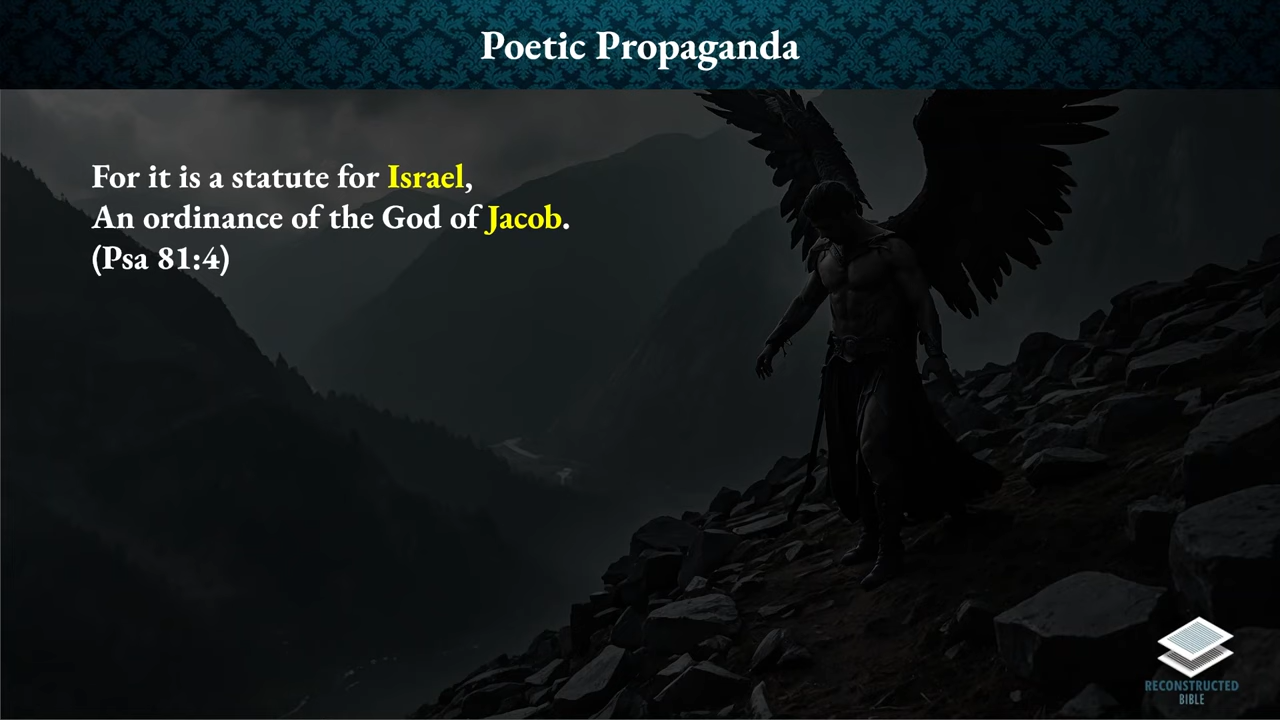 Poetic Propaganda
For it is a statute for Israel,
An ordinance of the God of Jacob.
(Psa 81:4)
RECONSTRUCTED
BIBLE